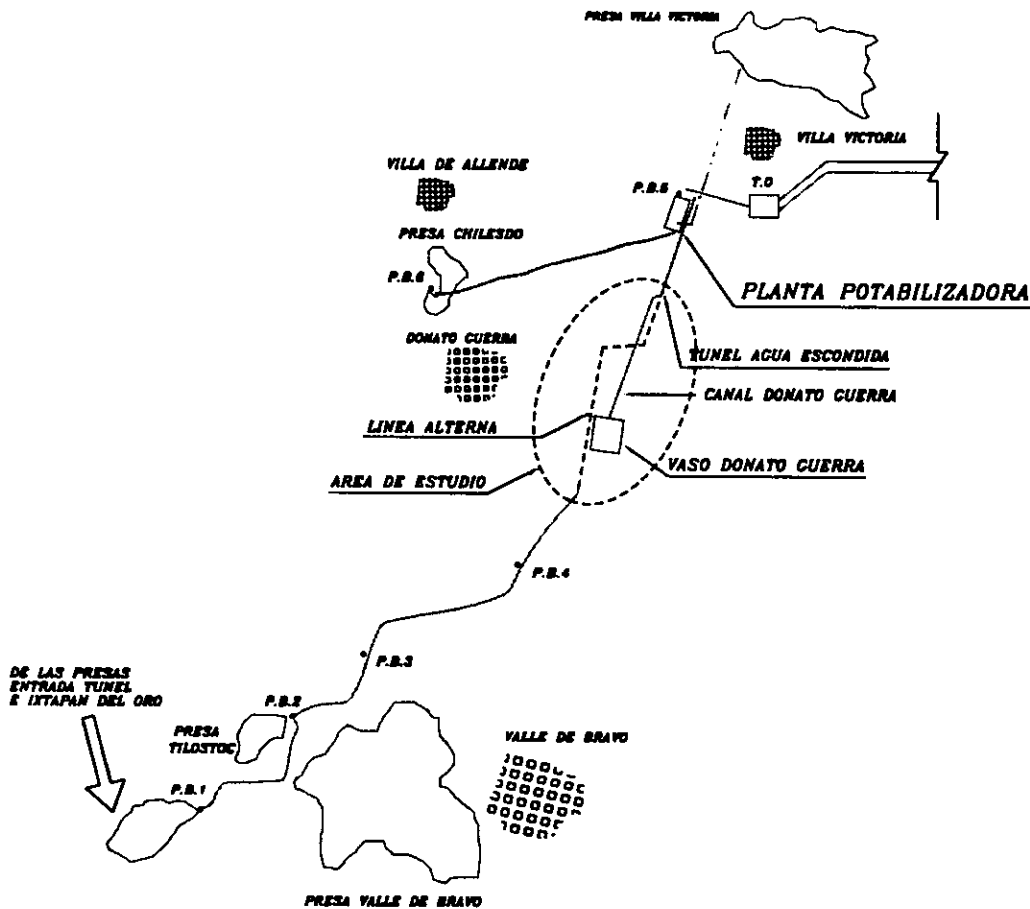 PRESA VILLA VICTORIA
VILLA VICTORIA
VILLA DE ALLENDE
P.B.5
T.O
PRESA CHILESDO
P.B.6
PLANTA POTABILIZADORA
DONATO GUERRA
TUNEL AGUA ESCONDIDA
CANAL DONATO GUERRA
LINEA ALTERNA
VASO DONATO GUERRA
AREA DE ESTUDIO
P.B.4
P.B.3
DE LAS PRESAS
ENTRADA TUNEL
E IXTAPAN DEL ORO
P.B.2
PRESA
TILOSTOC
VALLE DE BRAVO
P.B.1
PRESA VALLE DE BRAVO